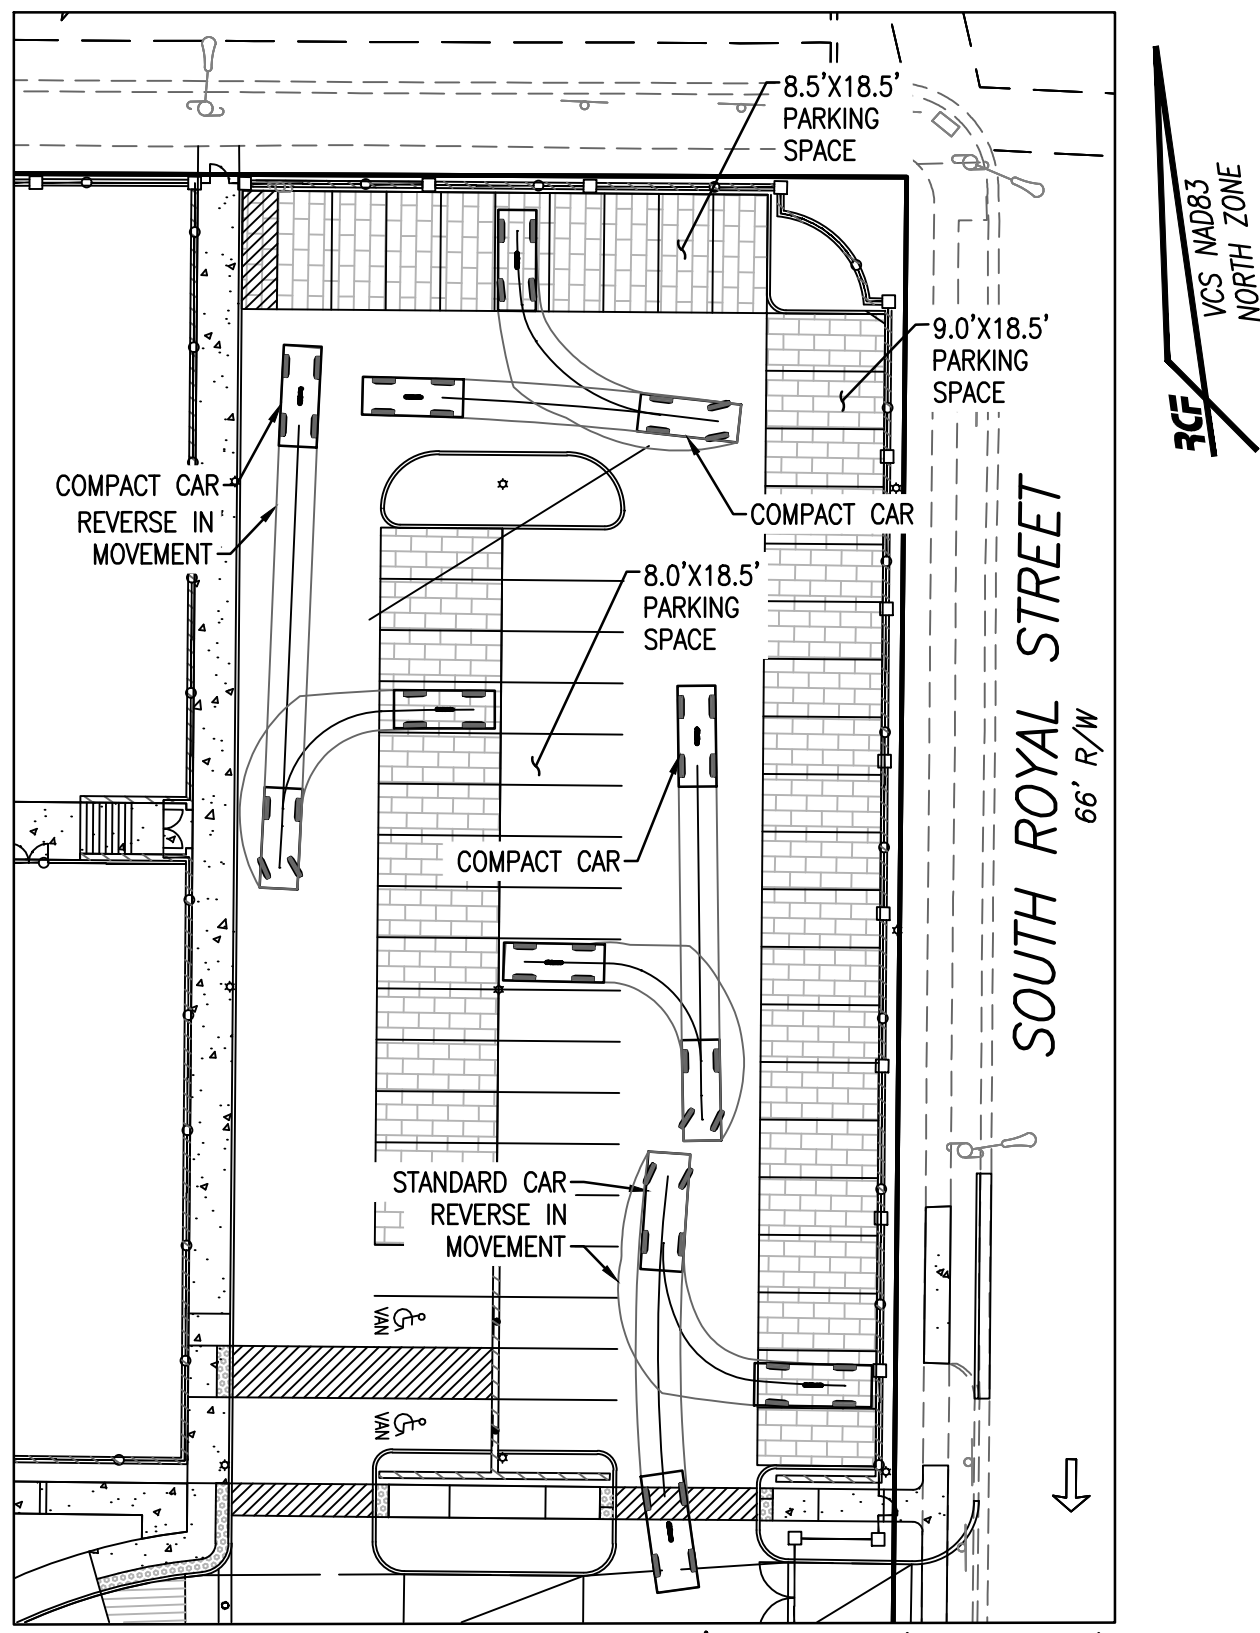 8.5'X18.5'
PARKING
SPACE
VCS NAD83
NORTH ZONE
RCF
9.0'X18.5'
PARKING
SPACE
COMPACT CAR
REVERSE IN
MOVEMENT
COMPACT CAR
8.0'X18.5'
PARKING
SPACE
SOUTH ROYAL STREET
66' R/W
COMPACT CAR
STANDARD CAR
REVERSE IN
MOVEMENT
VAN
VAN